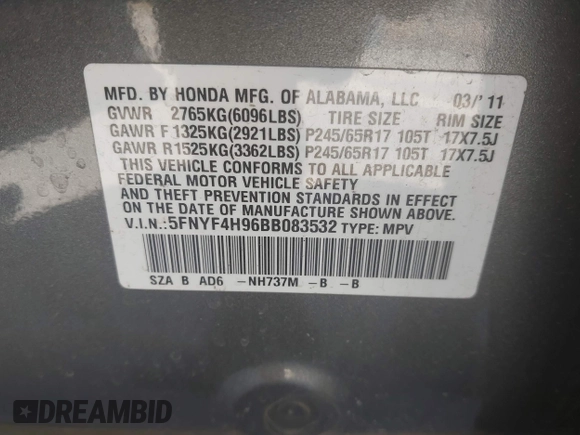 MFD. BY HONDA MFG. OF ALABAMA, LLC 03/'11
GVWR 2765KG(6096LBS) TIRE SIZE RIM SIZE
GAWR F 1325KG(2921LBS) P245/65R17 105T 17X7.5J
GAWR R1525KG(3362LBS) P245/65R17 105T 17X7.5J
THIS VEHICLE CONFORMS TO ALL APPLICABLE
FEDERAL MOTOR VEHICLE SAFETY
AND THEFT PREVENTION STANDARDS IN EFFECT
ON THE DATE OF MANUFACTURE SHOWN ABOVE.
V.I.N.:5FNYF4H96BB083532 TYPE: MPV
SZA B AD6 -NH737M -B -B
DREAMBID